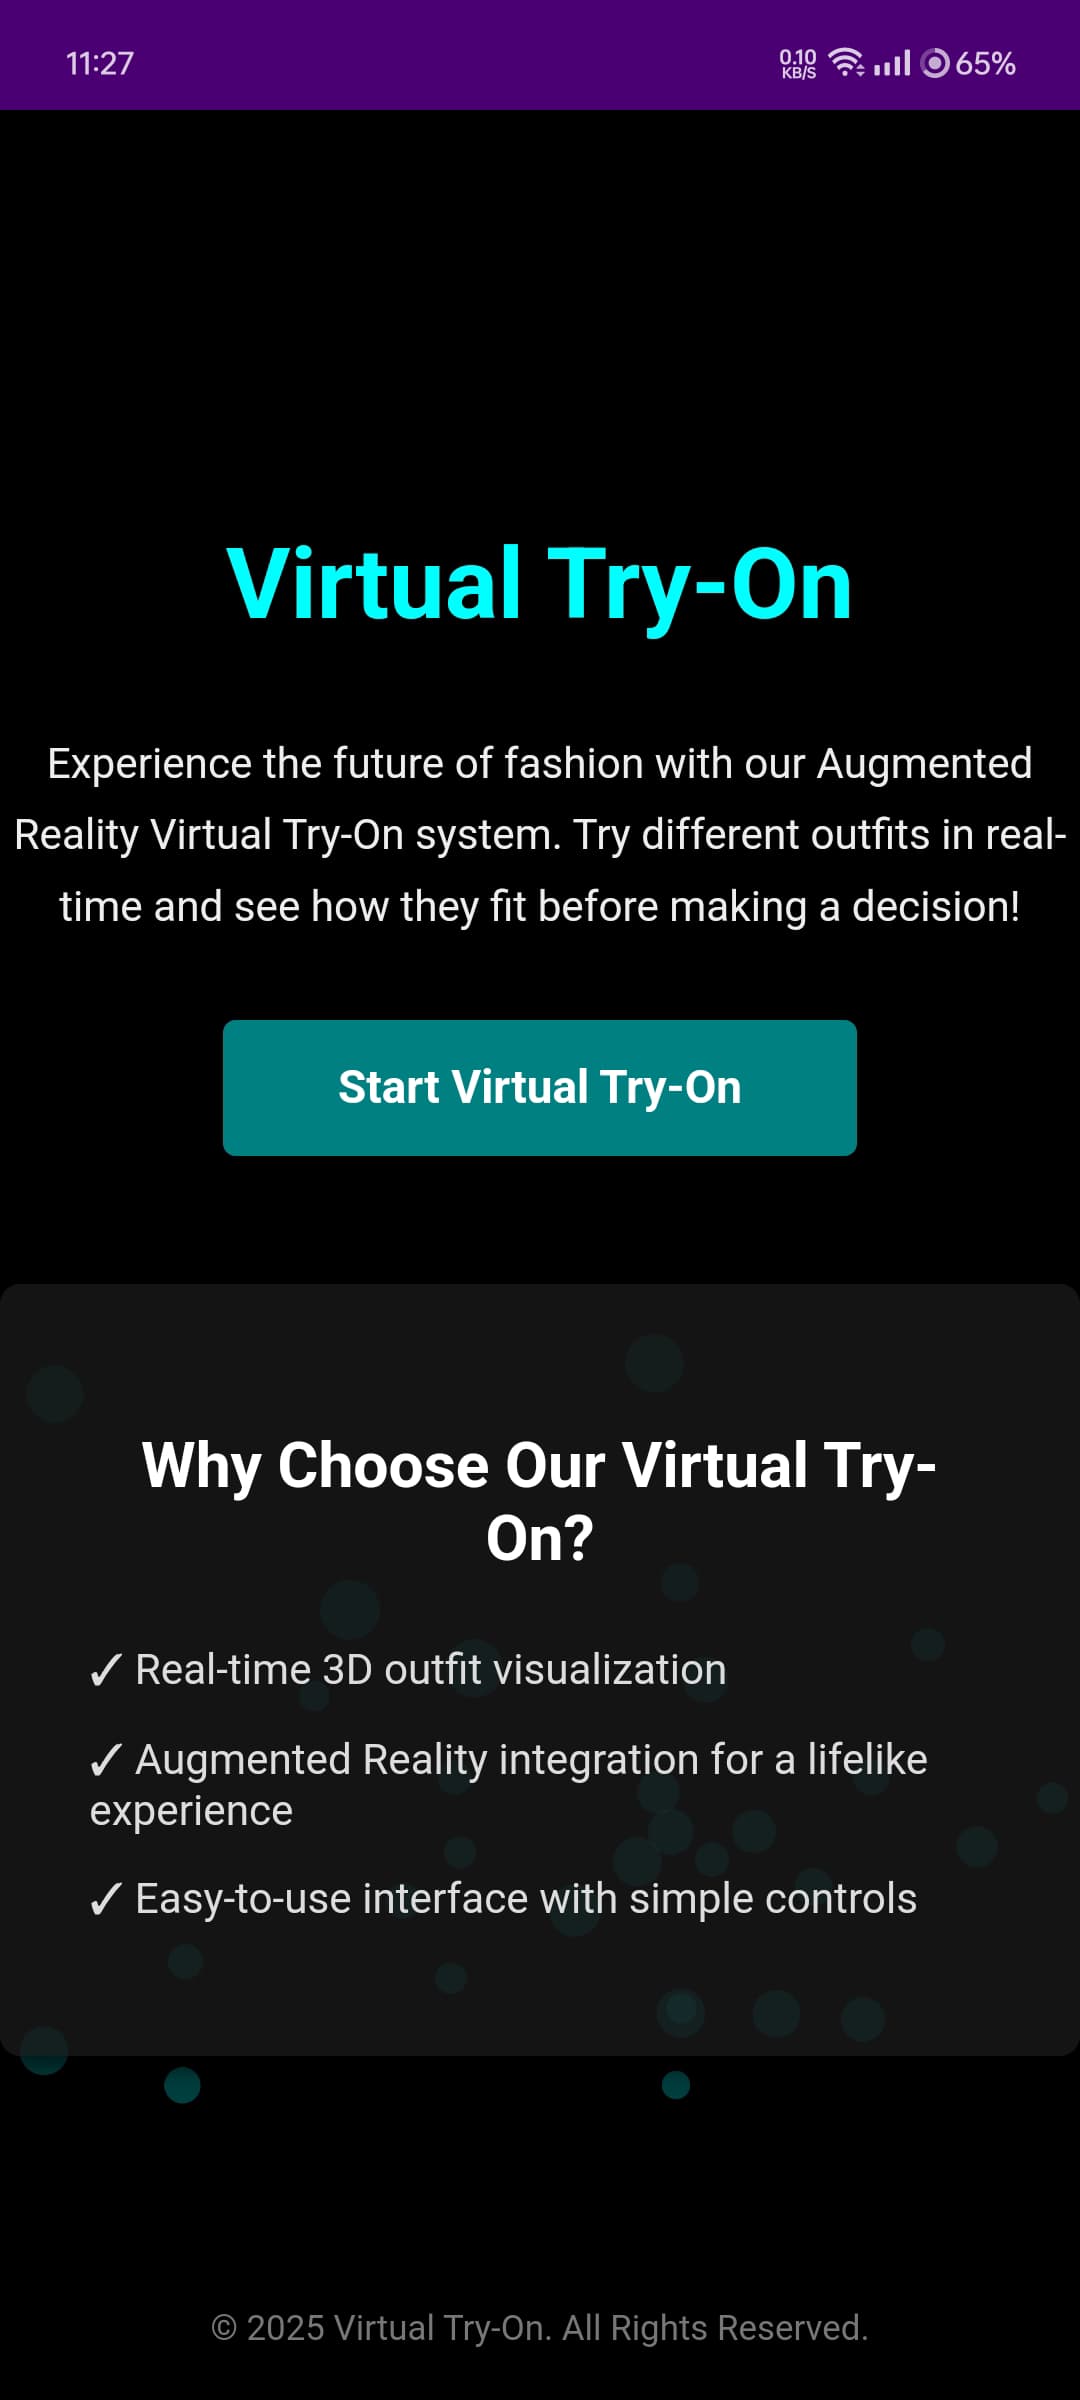 11:27
0.10
KB/S
65%
Virtual Try-On
Experience the future of fashion with our Augmented
Reality Virtual Try-On system. Try different outfits in real-
time and see how they fit before making a decision!
Start Virtual Try-On
Why Choose Our Virtual Try-
On?
✓ Real-time 3D outfit visualization
✓ Augmented Reality integration for a lifelike
experience
✓ Easy-to-use interface with simple controls
© 2025 Virtual Try-On. All Rights Reserved.